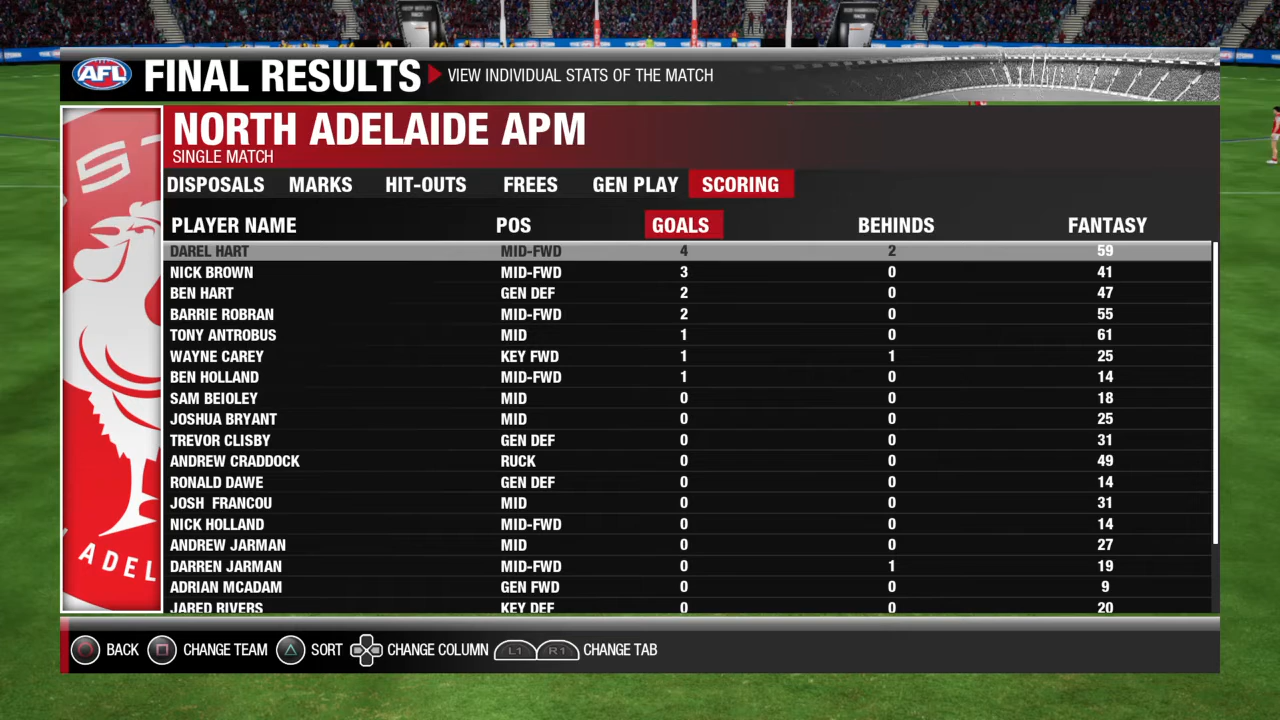 AFL FINAL RESULTS VIEW INDIVIDUAL STATS OF THE MATCH
NORTH ADELAIDE APM
SINGLE MATCH
DISPOSALS MARKS HIT-OUTS FREES GEN PLAY SCORING
PLAYER NAME POS GOALS BEHINDS FANTASY
DAREL HART MID-FWD 4 2 59
NICK BROWN MID-FWD 3 0 41
BEN HART GEN DEF 2 0 47
BARRIE ROBRAN MID-FWD 2 0 55
TONY ANTROBUS MID 1 0 61
WAYNE CAREY KEY FWD 1 1 25
BEN HOLLAND MID-FWD 1 0 14
SAM BEIOLEY MID 0 0 18
JOSHUA BRYANT MID 0 0 25
TREVOR CLISBY GEN DEF 0 0 31
ANDREW CRADDOCK RUCK 0 0 49
RONALD DAWE GEN DEF 0 0 14
JOSH FRANCOU MID 0 0 31
NICK HOLLAND MID-FWD 0 0 14
ANDREW JARMAN MID 0 0 27
DARREN JARMAN MID-FWD 0 1 19
ADRIAN MCADAM GEN FWD 0 0 9
JARED RIVERS KEY DEF 0 0 20
ADEL
BACK CHANGE TEAM SORT CHANGE COLUMN L1 R1 CHANGE TAB